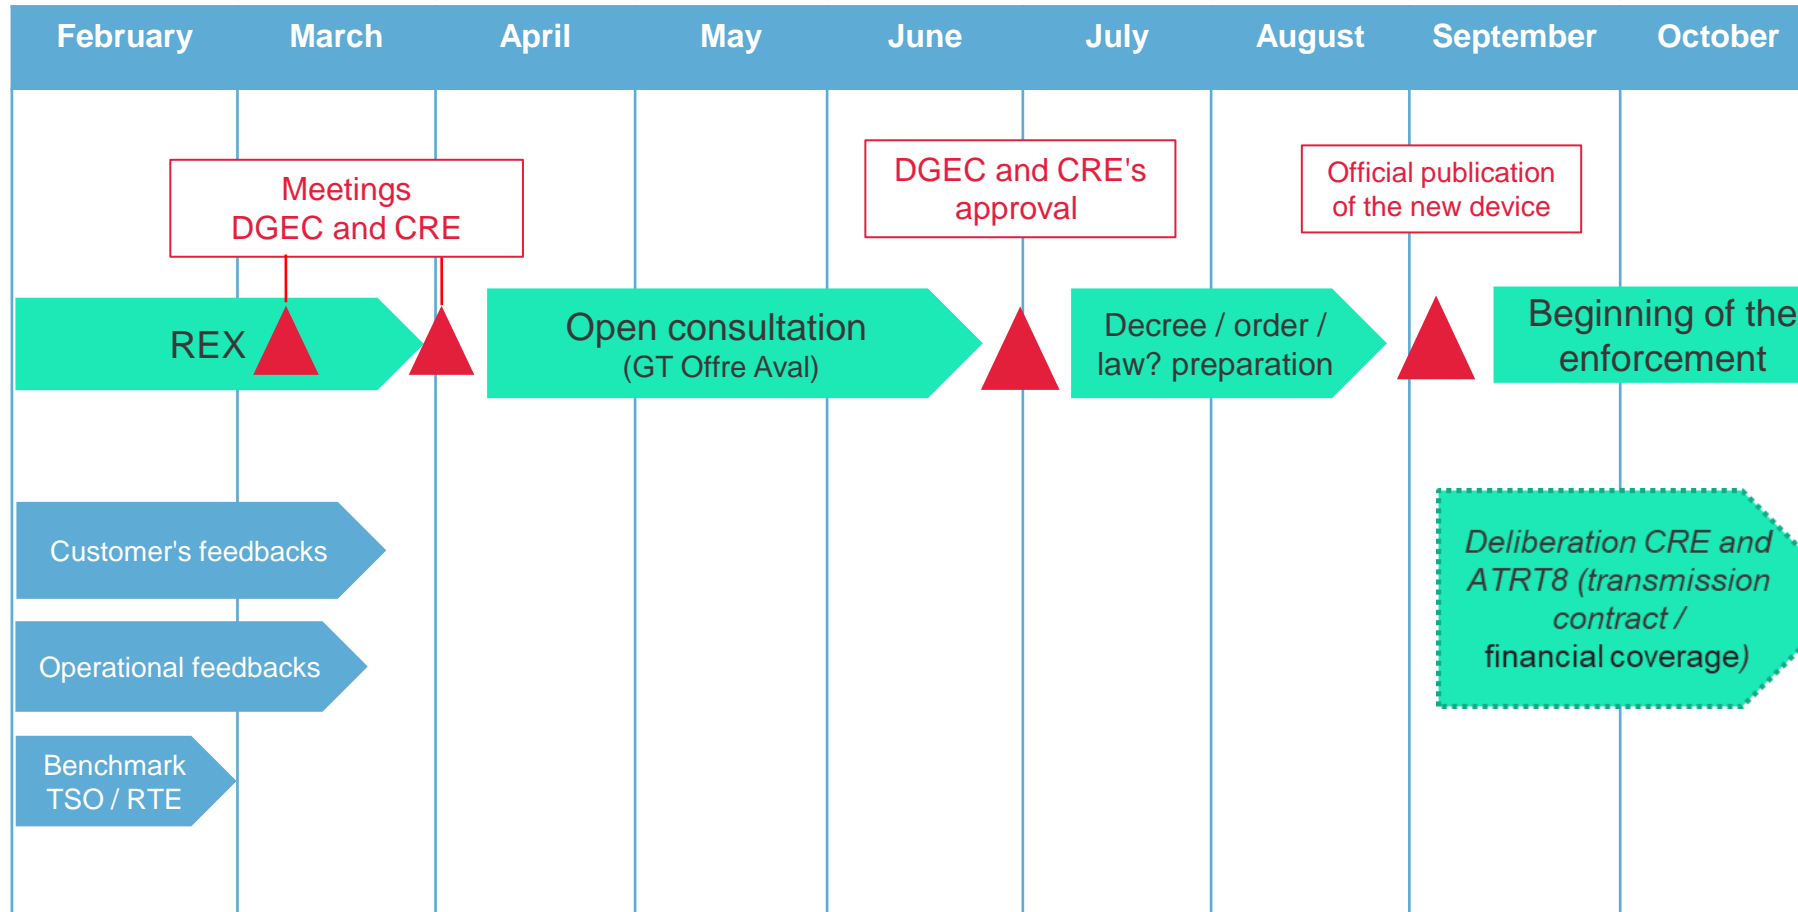 February March April May June July August September October
Meetings
DGEC and CRE
DGEC and CRE's
approval
Official publication
of the new device
REX
Open consultation
(GT Offre Aval)
Decree / order /
law? preparation
Beginning of the
enforcement
Customer's feedbacks
Operational feedbacks
Benchmark
TSO / RTE
Deliberation CRE and
ATRT8 (transmission
contract /
financial coverage)